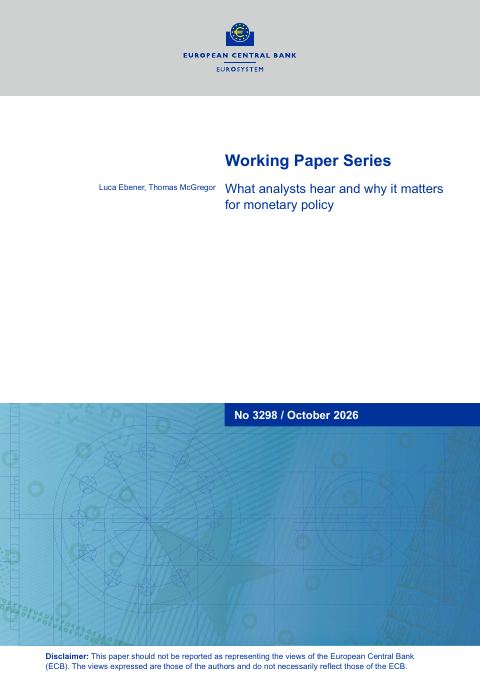 EUROPEAN CENTRAL BANK
EUROSYSTEM
Working Paper Series
Luca Ebener, Thomas McGregor
What analysts hear and why it matters
for monetary policy
No 3298 / October 2026
Disclaimer: This paper should not be reported as representing the views of the European Central Bank
(ECB). The views expressed are those of the authors and do not necessarily reflect those of the ECB.